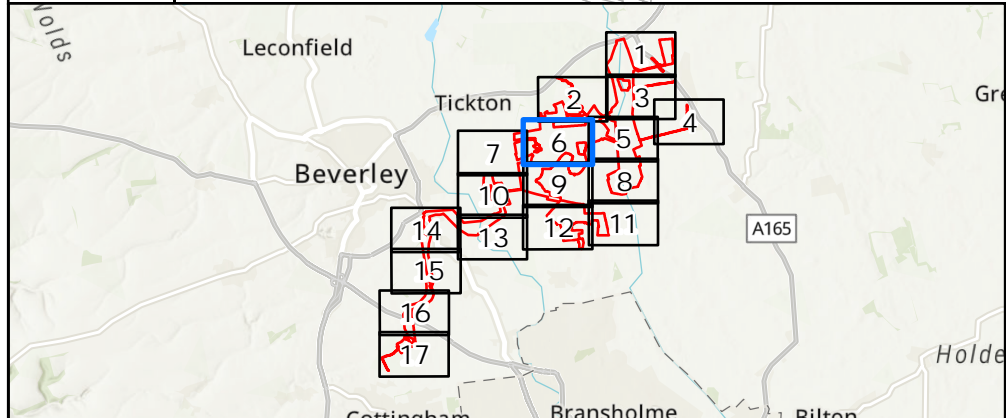 Wolds
Leconfield
1
Tickton
2
3
Gre
4
5
6
7
Beverley
8
9
10
11
12
13
14
A165
15
16
17
Holde
Cottingham
Bransholme
Bilton